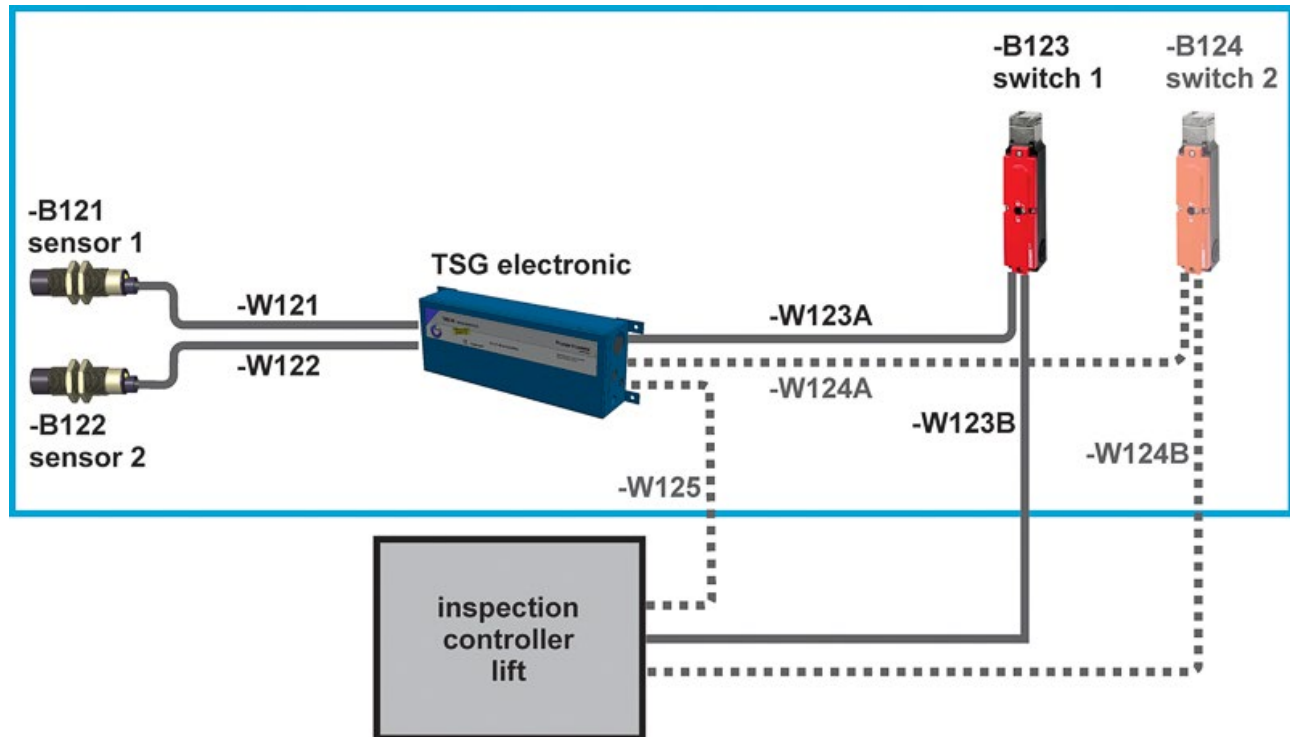 -B123
switch 1
-B124
switch 2
-B121
sensor 1
TSG electronic
-W121
-W123A
-W122
-W124A
-B122
sensor 2
-W123B
-W124B
-W125
inspection
controller
lift